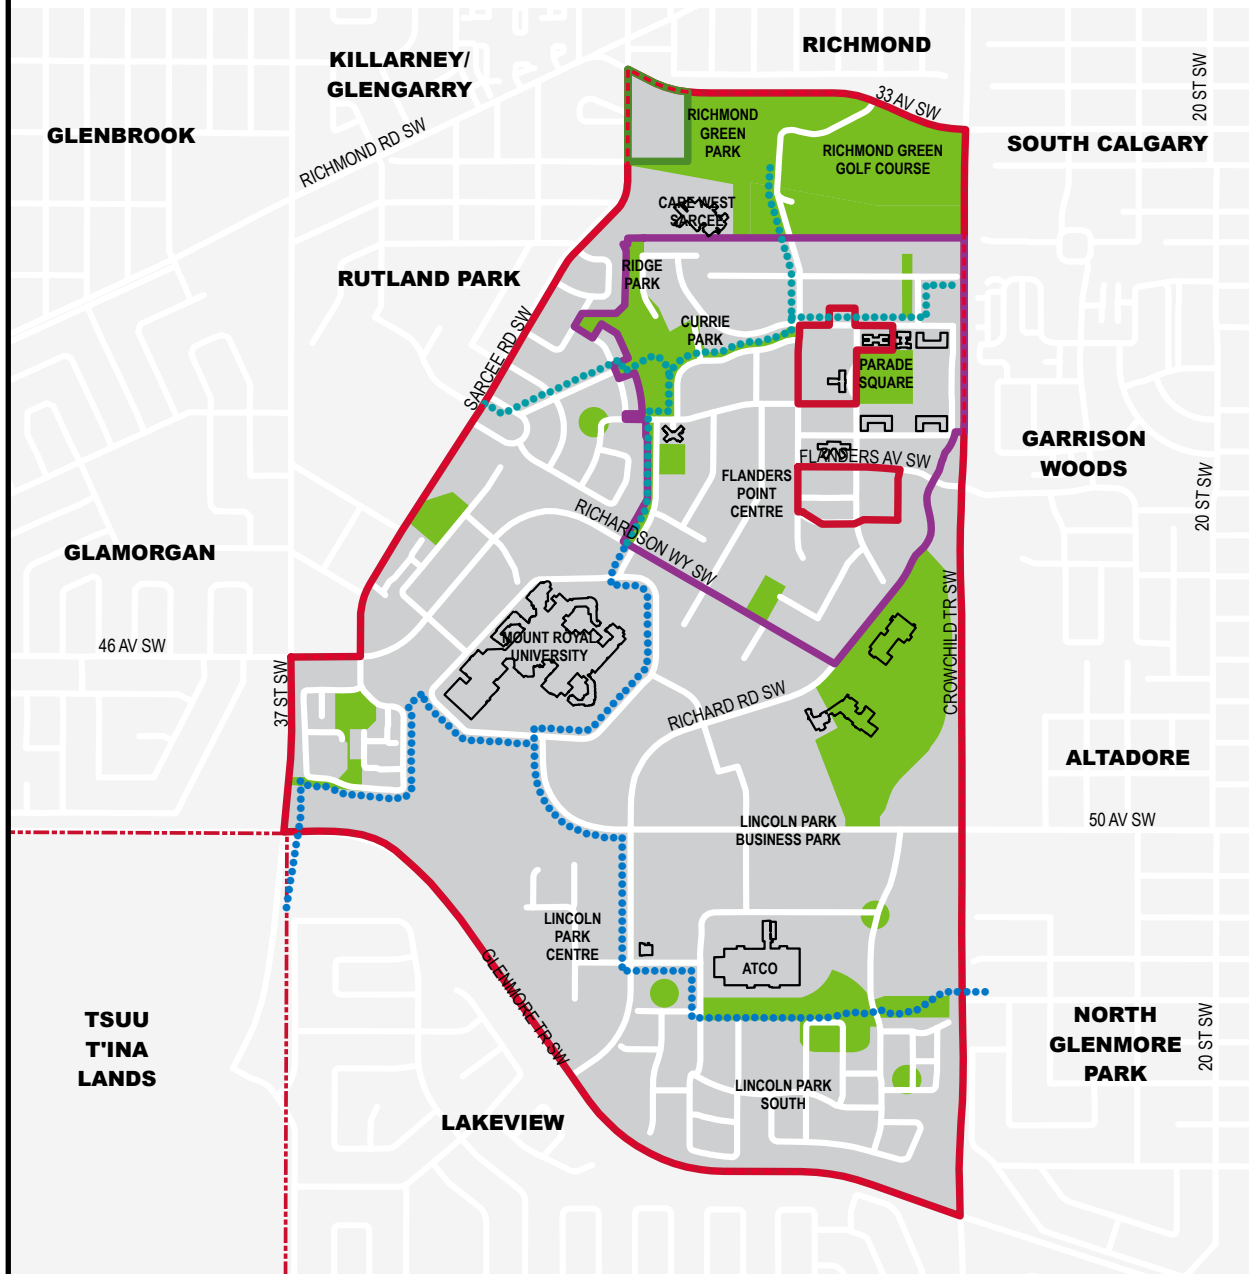 RICHMOND
KILLARNEY/
GLENGARRY
20 ST SW
33 AV SW
GLENBROOK
RICHMOND RD SW
RICHMOND
GREEN
PARK
RICHMOND GREEN
GOLF COURSE
SOUTH CALGARY
CARE WEST
SARCEE
RUTLAND PARK
RIDGE
PARK
CURRIE
PARK
SARCEE RD SW
PARADE
SQUARE
GARRISON
WOODS
FLANDERS AV SW
FLANDERS
POINT
CENTRE
20 ST SW
RICHARDSON WY SW
GLAMORGAN
CROWCHILD TR SW
46 AV SW
MOUNT ROYAL
UNIVERSITY
37 ST SW
RICHARD RD SW
ALTADORE
LINCOLN PARK
BUSINESS PARK
50 AV SW
LINCOLN
PARK
CENTRE
ATCO
GLENMORE TR SW
TSUU
T'INA
LANDS
NORTH
GLENMORE
PARK
20 ST SW
LINCOLN PARK
SOUTH
LAKEVIEW